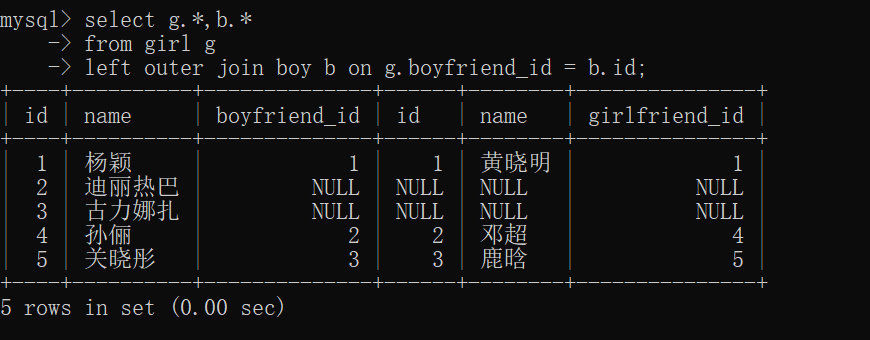 mysql> select g.*,b.*
    -> from girl g
    -> left outer join boy b on g.boyfriend_id = b.id;
+----+----------+--------------+------+--------+---------------+
| id | name     | boyfriend_id | id   | name   | girlfriend_id |
+----+----------+--------------+------+--------+---------------+
|  1 | 杨颖     |            1 |    1 | 黄晓明 |             1 |
|  2 | 迪丽热巴 |         NULL | NULL | NULL   |          NULL |
|  3 | 古力娜扎 |         NULL | NULL | NULL   |          NULL |
|  4 | 孙俪     |            2 |    2 | 邓超   |             4 |
|  5 | 关晓彤   |            3 |    3 | 鹿晗   |             5 |
+----+----------+--------------+------+--------+---------------+
5 rows in set (0.00 sec)